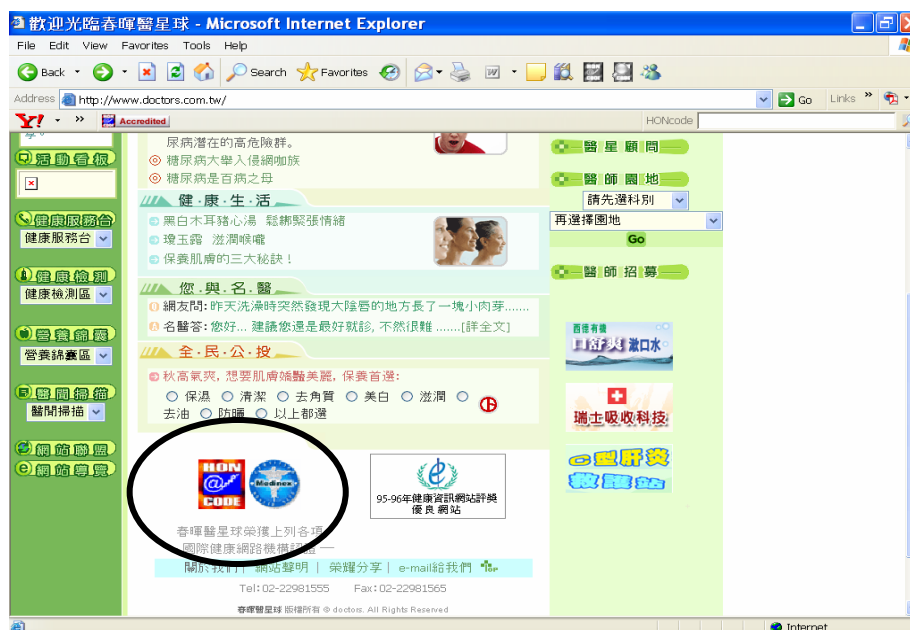 歡迎光臨春暉醫星球 - Microsoft Internet Explorer
File Edit View Favorites Tools Help
Back Search Favorites
Address http://www.doctors.com.tw/ Go Links
Y! Accredited HONcode
尿病潛在的高危險群。
糖尿病大舉入侵網咖族
糖尿病是百病之母
活動看板
健康服務台
健康服務台
健康檢測
健康檢測區
營養錦囊
營養錦囊區
醫聞掃描
醫聞掃描
網站聯盟
網站導覽
健‧康‧生‧活
黑白木耳豬心湯 鬆綁緊張情緒
瓊玉露 滋潤喉嚨
保養肌膚的三大秘訣!
您‧與‧名‧醫
網友問:昨天洗澡時突然發現大陰唇的地方長了一塊小肉芽.......
名醫答:您好... 建議您還是最好就診, 不然很難 .......[詳全文]
全‧民‧公‧投
秋高氣爽, 想要肌膚嬌豔美麗, 保養首選:
保濕 清潔 去角質 美白 滋潤
去油 防曬 以上都選
HON
@
CODE
Medinex
95-96年健康資訊網站評獎
優良網站
春暉醫星球榮獲上列各項
國際健康網路機構認證
關於我們 | 網站聲明 | 榮耀分享 | e-mail給我們 Top
Tel:02-22981555 Fax:02-22981565
春暉醫星球 版權所有 © doctors. All Rights Reserved
醫星顧問
醫師園地
請先選科別
再選擇園地
Go
醫師招募
西德有機
口舒爽 漱口水
瑞士吸收科技
C型肝炎
救護站
Internet